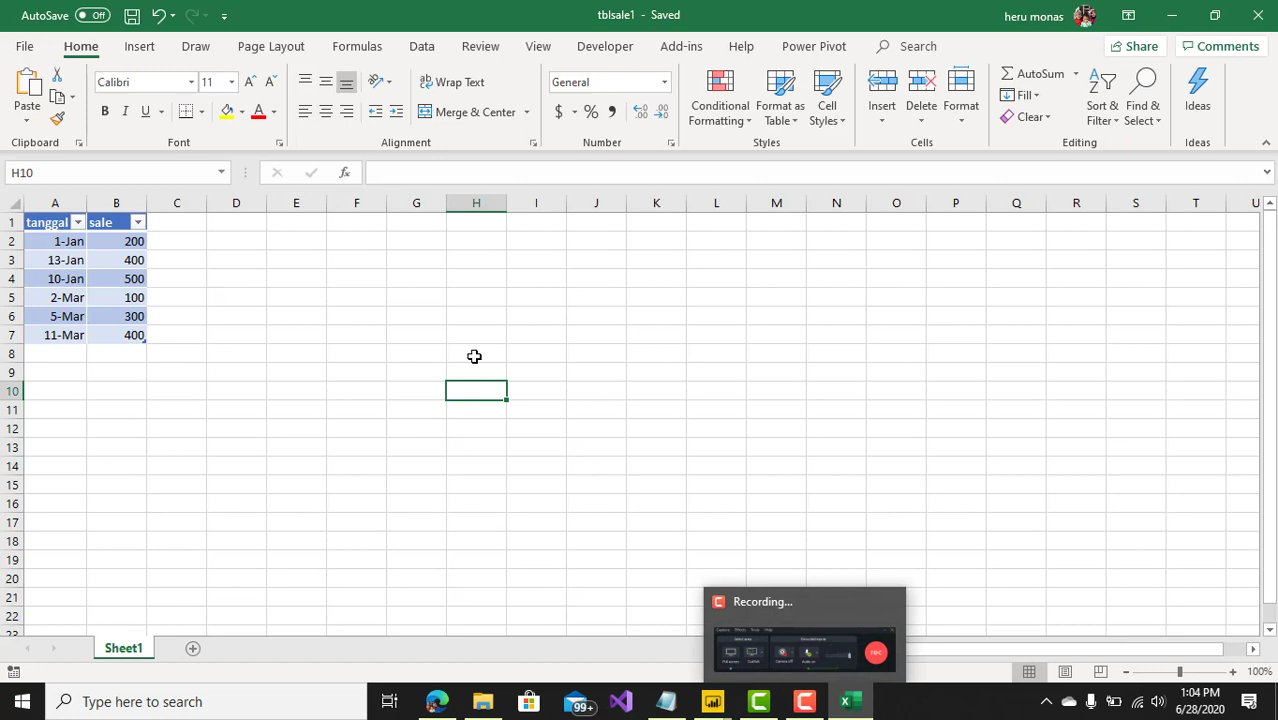 AutoSave Off tblsale1 - Saved heru monas
File Home Insert Draw Page Layout Formulas Data Review View Developer Add-ins Help Power Pivot Search Share Comments
Paste Calibri 11 Wrap Text General Conditional Formatting Format as Table Cell Styles Insert Delete Format AutoSum Sort & Filter Find & Select Ideas
B I U Merge & Center $ % Fill
Clear
Clipboard Font Alignment Number Styles Cells Editing Ideas
H10 fx
A B C D E F G H I J K L M N O P Q R S T U
1 tanggal sale
2 1-Jan 200
3 13-Jan 400
4 10-Jan 500
5 2-Mar 100
6 5-Mar 300
7 11-Mar 400
8
9
10
11
12
13
14
15
16
17
18
19
20
21
22
Recording...
100%
Type here to search 99+
:04 PM
6/28/2020